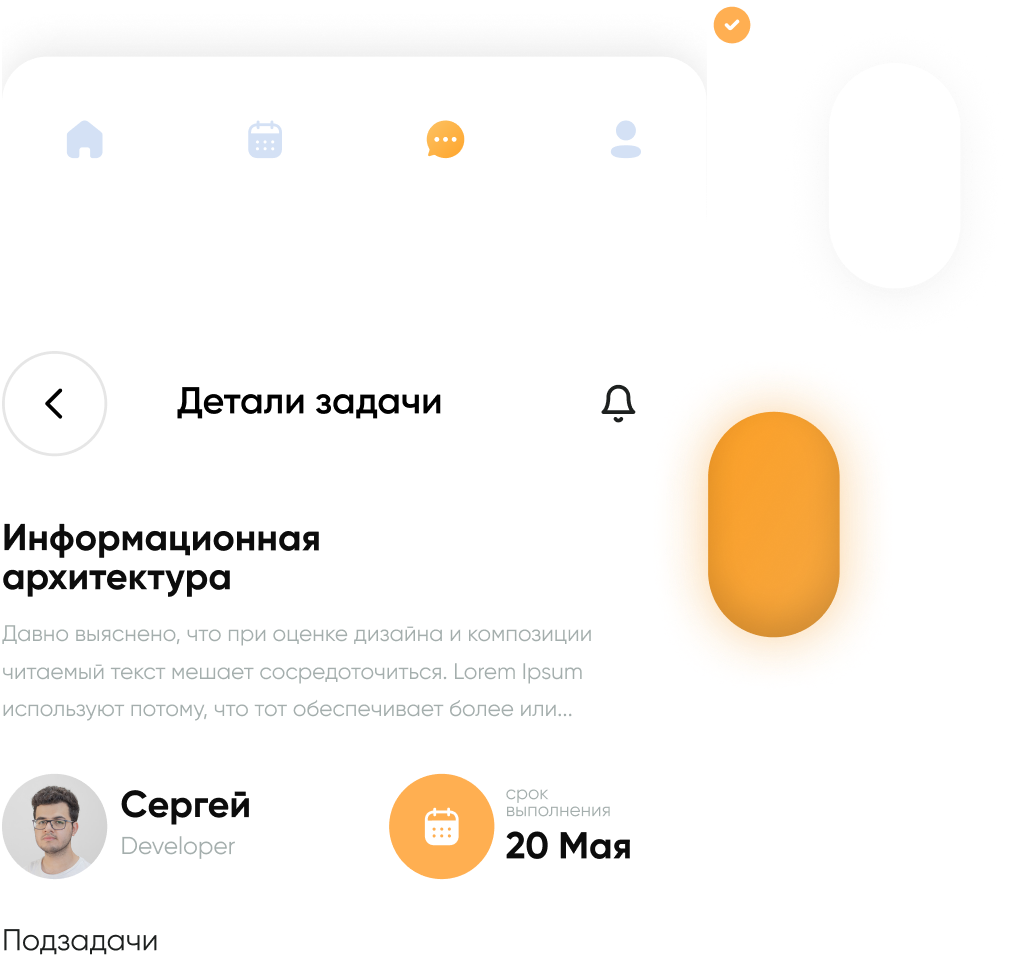 Детали задачи
Информационная
архитектура
Давно выяснено, что при оценке дизайна и композиции
читаемый текст мешает сосредоточиться. Lorem Ipsum
используют потому, что тот обеспечивает более или...
Сергей
Developer
срок
выполнения
20 Мая
Подзадачи